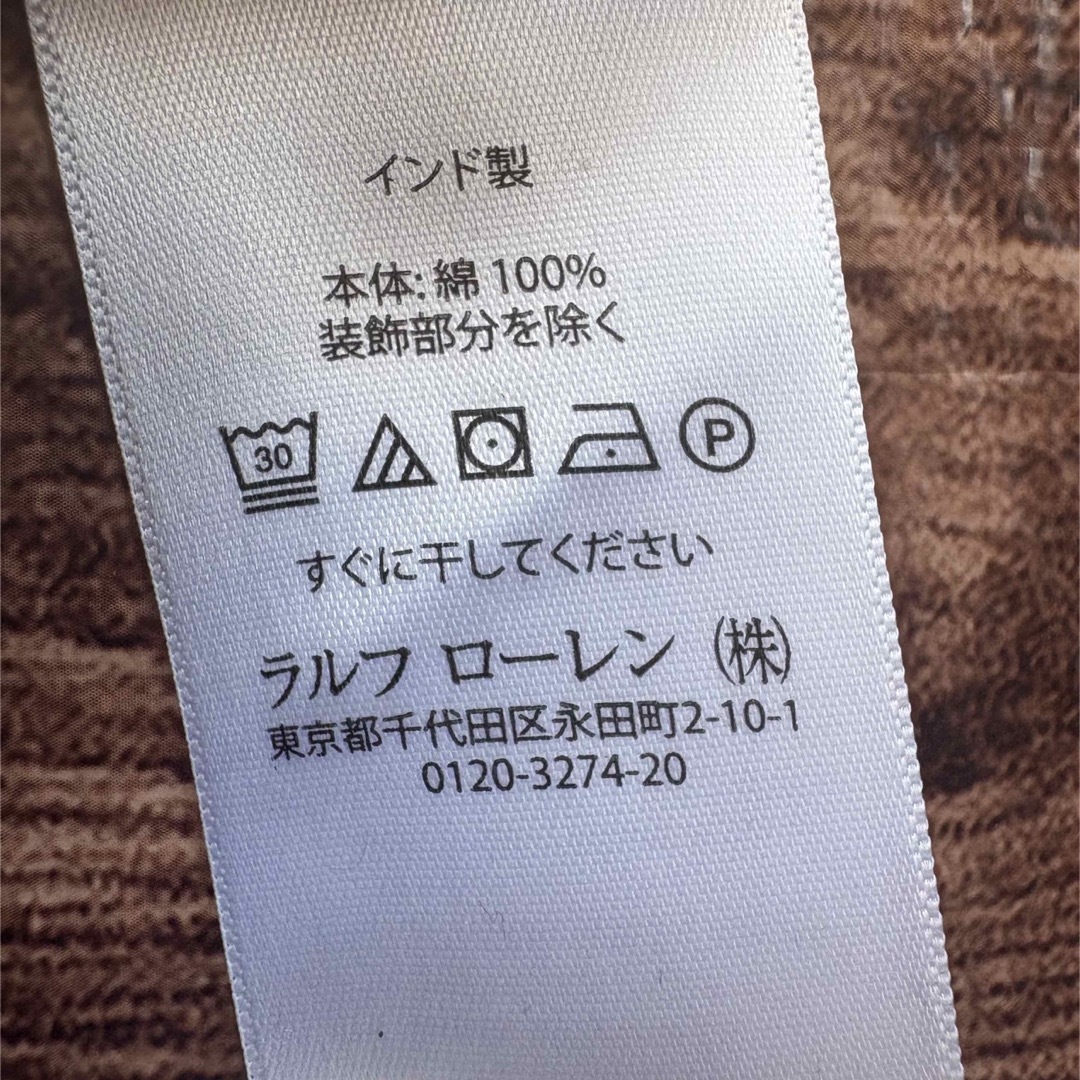 インド製
本体: 綿 100%
装飾部分を除く
30 P
すぐに干してください
ラルフ ローレン (株)
東京都千代田区永田町2-10-1
0120-3274-20